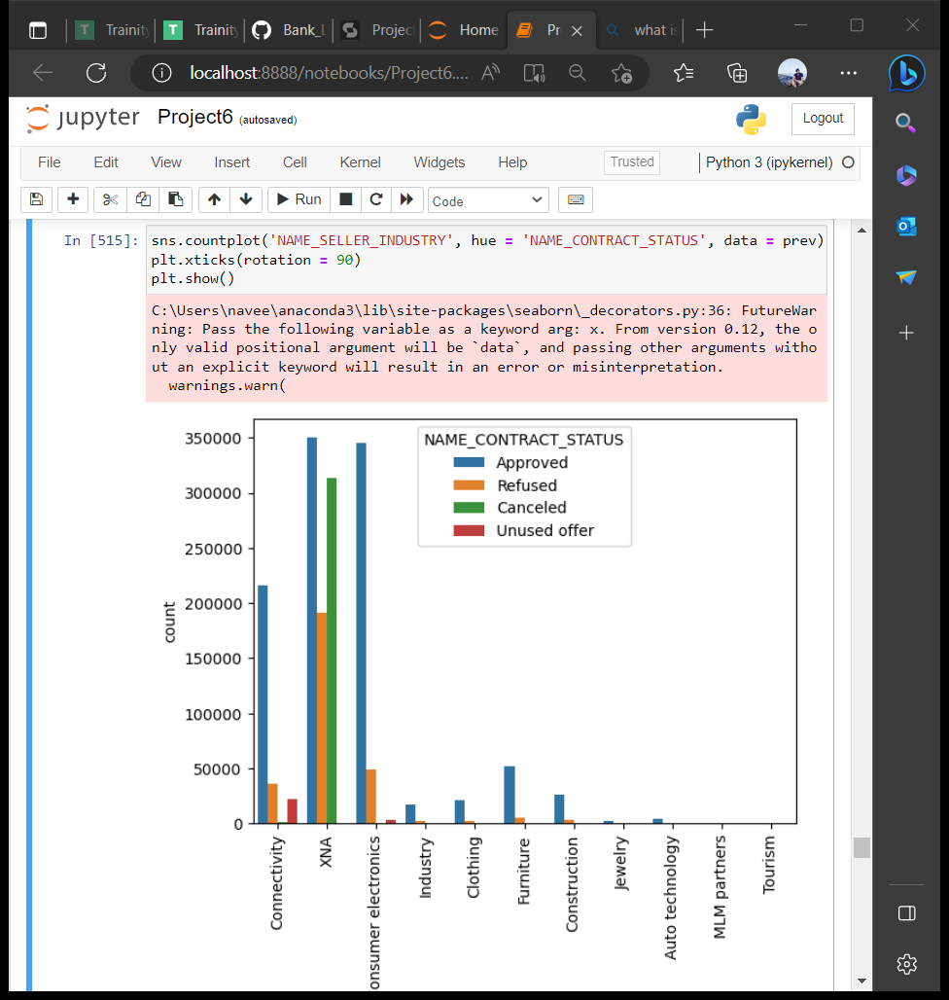 Trainity
Trainity
Bank_L
Project
Home
Pr
what is
localhost:8888/notebooks/Project6....
jupyter Project6 (autosaved)
Logout
File Edit View Insert Cell Kernel Widgets Help Trusted Python 3 (ipykernel)
Run Code
In [515]: sns.countplot('NAME_SELLER_INDUSTRY', hue = 'NAME_CONTRACT_STATUS', data = prev)
plt.xticks(rotation = 90)
plt.show()
C:\Users\navee\anaconda3\lib\site-packages\seaborn\_decorators.py:36: FutureWar
ning: Pass the following variable as a keyword arg: x. From version 0.12, the o
nly valid positional argument will be `data`, and passing other arguments witho
ut an explicit keyword will result in an error or misinterpretation.
warnings.warn(
NAME_CONTRACT_STATUS
Approved
Refused
Canceled
Unused offer
count
350000
300000
250000
200000
150000
100000
50000
0
Connectivity
XNA
onsumer electronics
Industry
Clothing
Furniture
Construction
Jewelry
Auto technology
MLM partners
Tourism